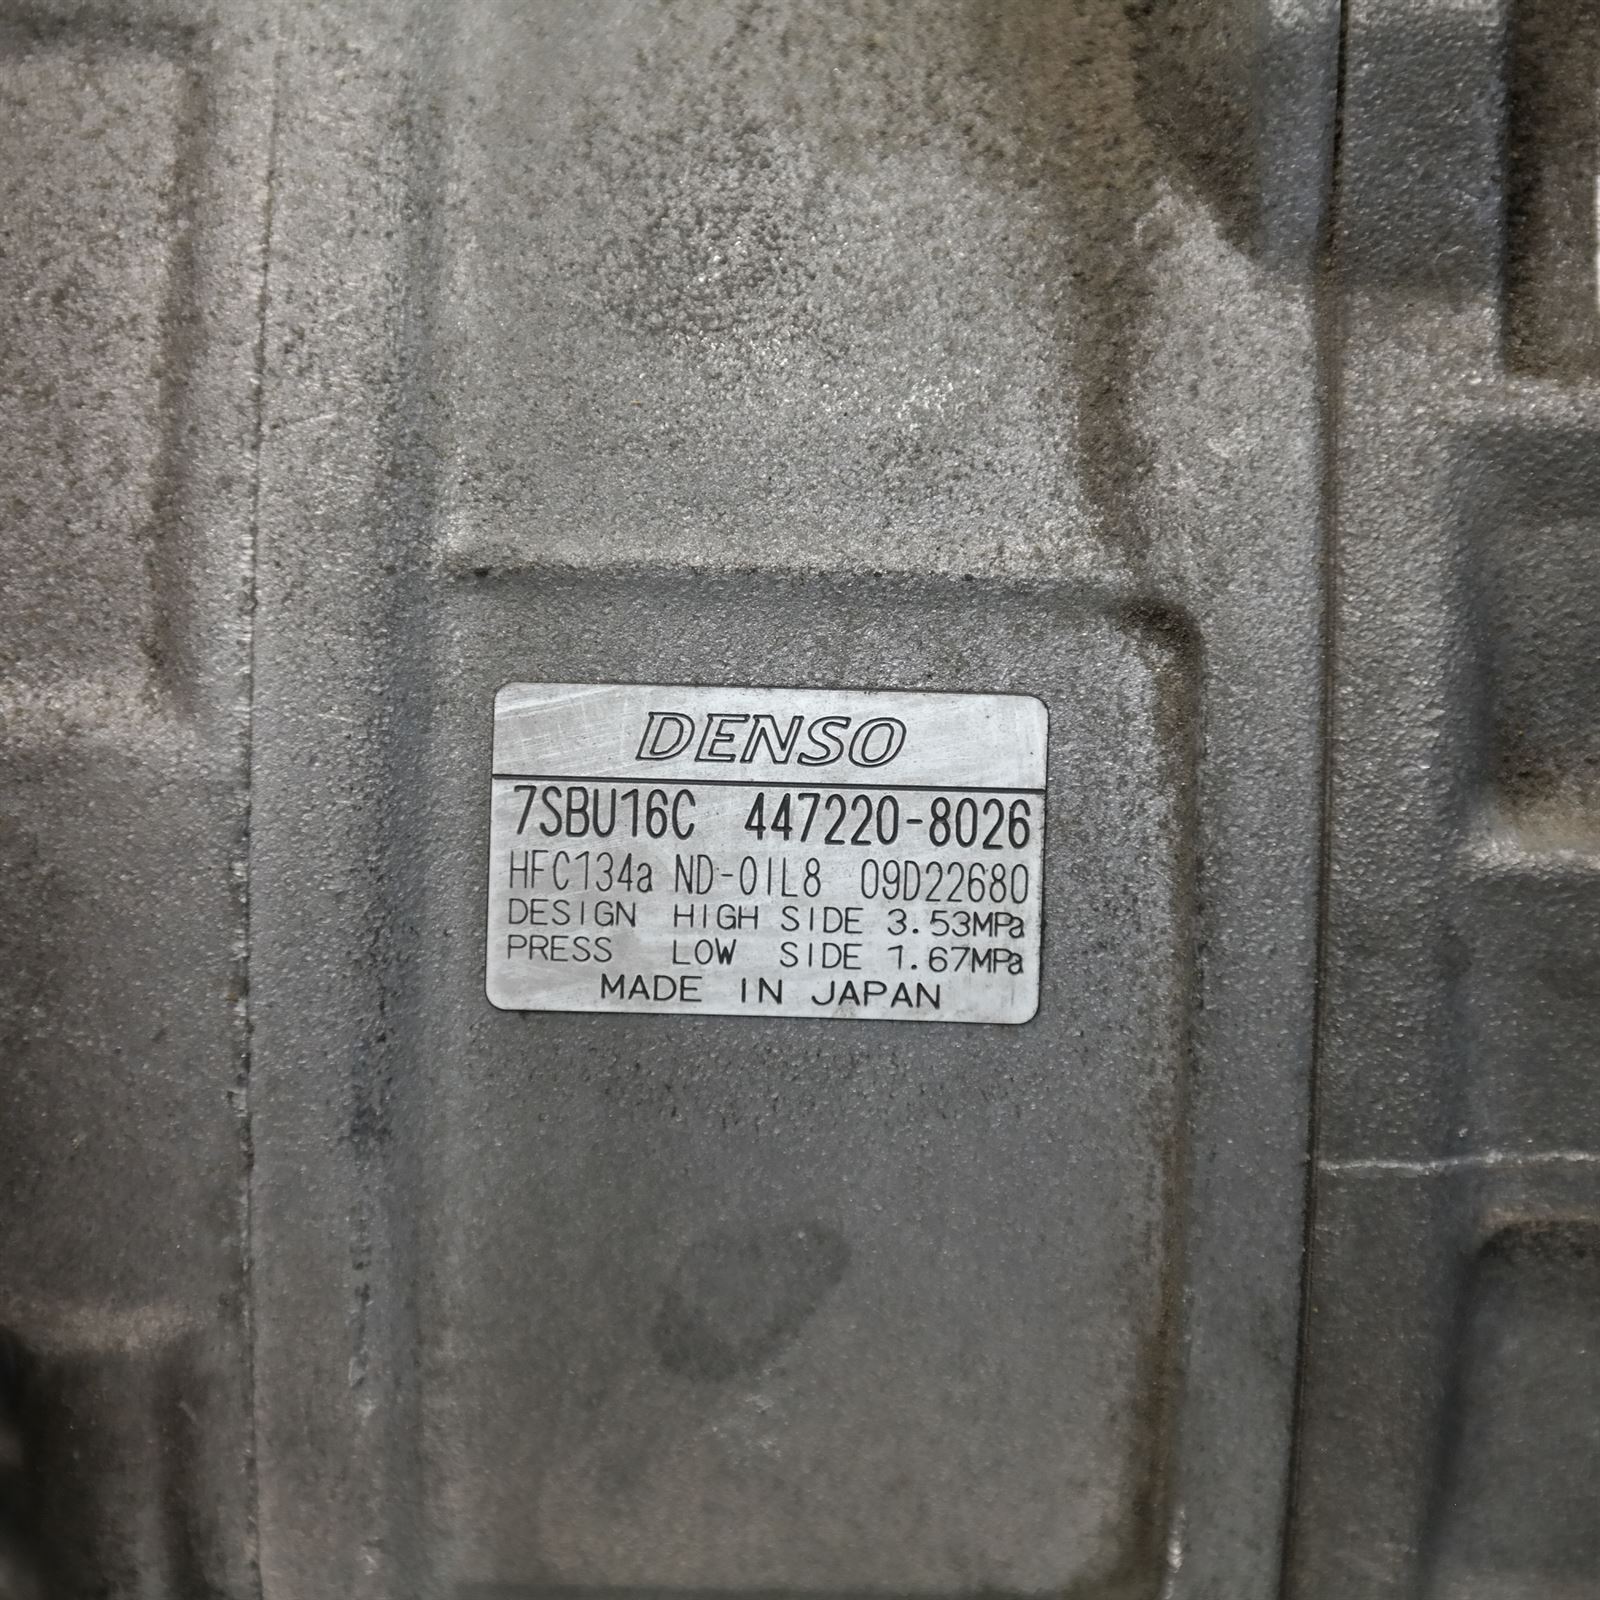 DENSO
7SBU16C 447220-8026
HFC134a ND-OIL8 09D22680
DESIGN HIGH SIDE 3.53MPa
PRESS LOW SIDE 1.67MPa
MADE IN JAPAN